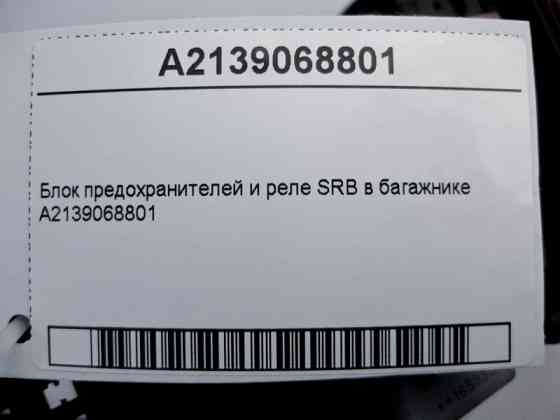 A2139068801
Блок предохранителей и реле SRB в багажнике
A2139068801